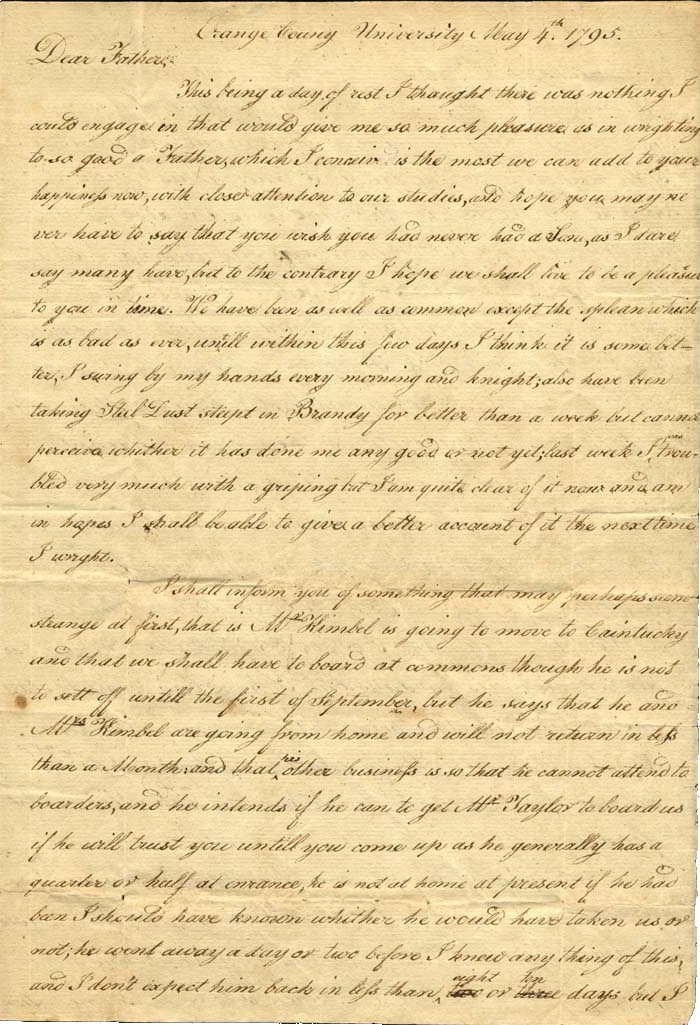 Orange County University May 4th. 1795.
Dear Father,
This being a day of rest I thaught there was nothing I
could engage in that would give me so much pleasure as in wrighting
to so good a Father, which I conceive is the most we can add to your
happiness now, with close attention to our studies, and hope you may ne
ver have to say that you wish you had never had a Son, as I dare
say many have, but to the contrary I hope we shall live to be a pleasure
to you in time. We have been as well as common except the splean which
is as bad as ever, untill within this few days I think it is some bet-
ter, I swing by my hands every morning and knight; also have been
taking Stul Dust stiept in Brandy for better than a week but cannot
perceive whither it has done me any good or not yet; last week I was trou-
bled very much with a griping but I am quite clear of it now and am
in hopes I shall be able to give a better account of it the next time
I wright.
I shall inform you of something that may perhaps seem
strange at first, that is Mr. Kimbel is going to move to Caintucky
and that we shall have to board at commons though he is not
to sett off untill the first of September, but he says that he and
Mrs Kimbel are going from home and will not return in less
than a Month; and that his other business is so that he cannot attend to
boarders, and he intends if he can to get Mr. Taylor to board us
if he will trust you untill you come up as he generally has a
quarter or half at enrance, he is not at home at present if he had
ben I should have known whither he would have taken us or
not; he went away a day or two before I knew any thing of this,
and I don't expect him back in less than two eight or three ten days but I